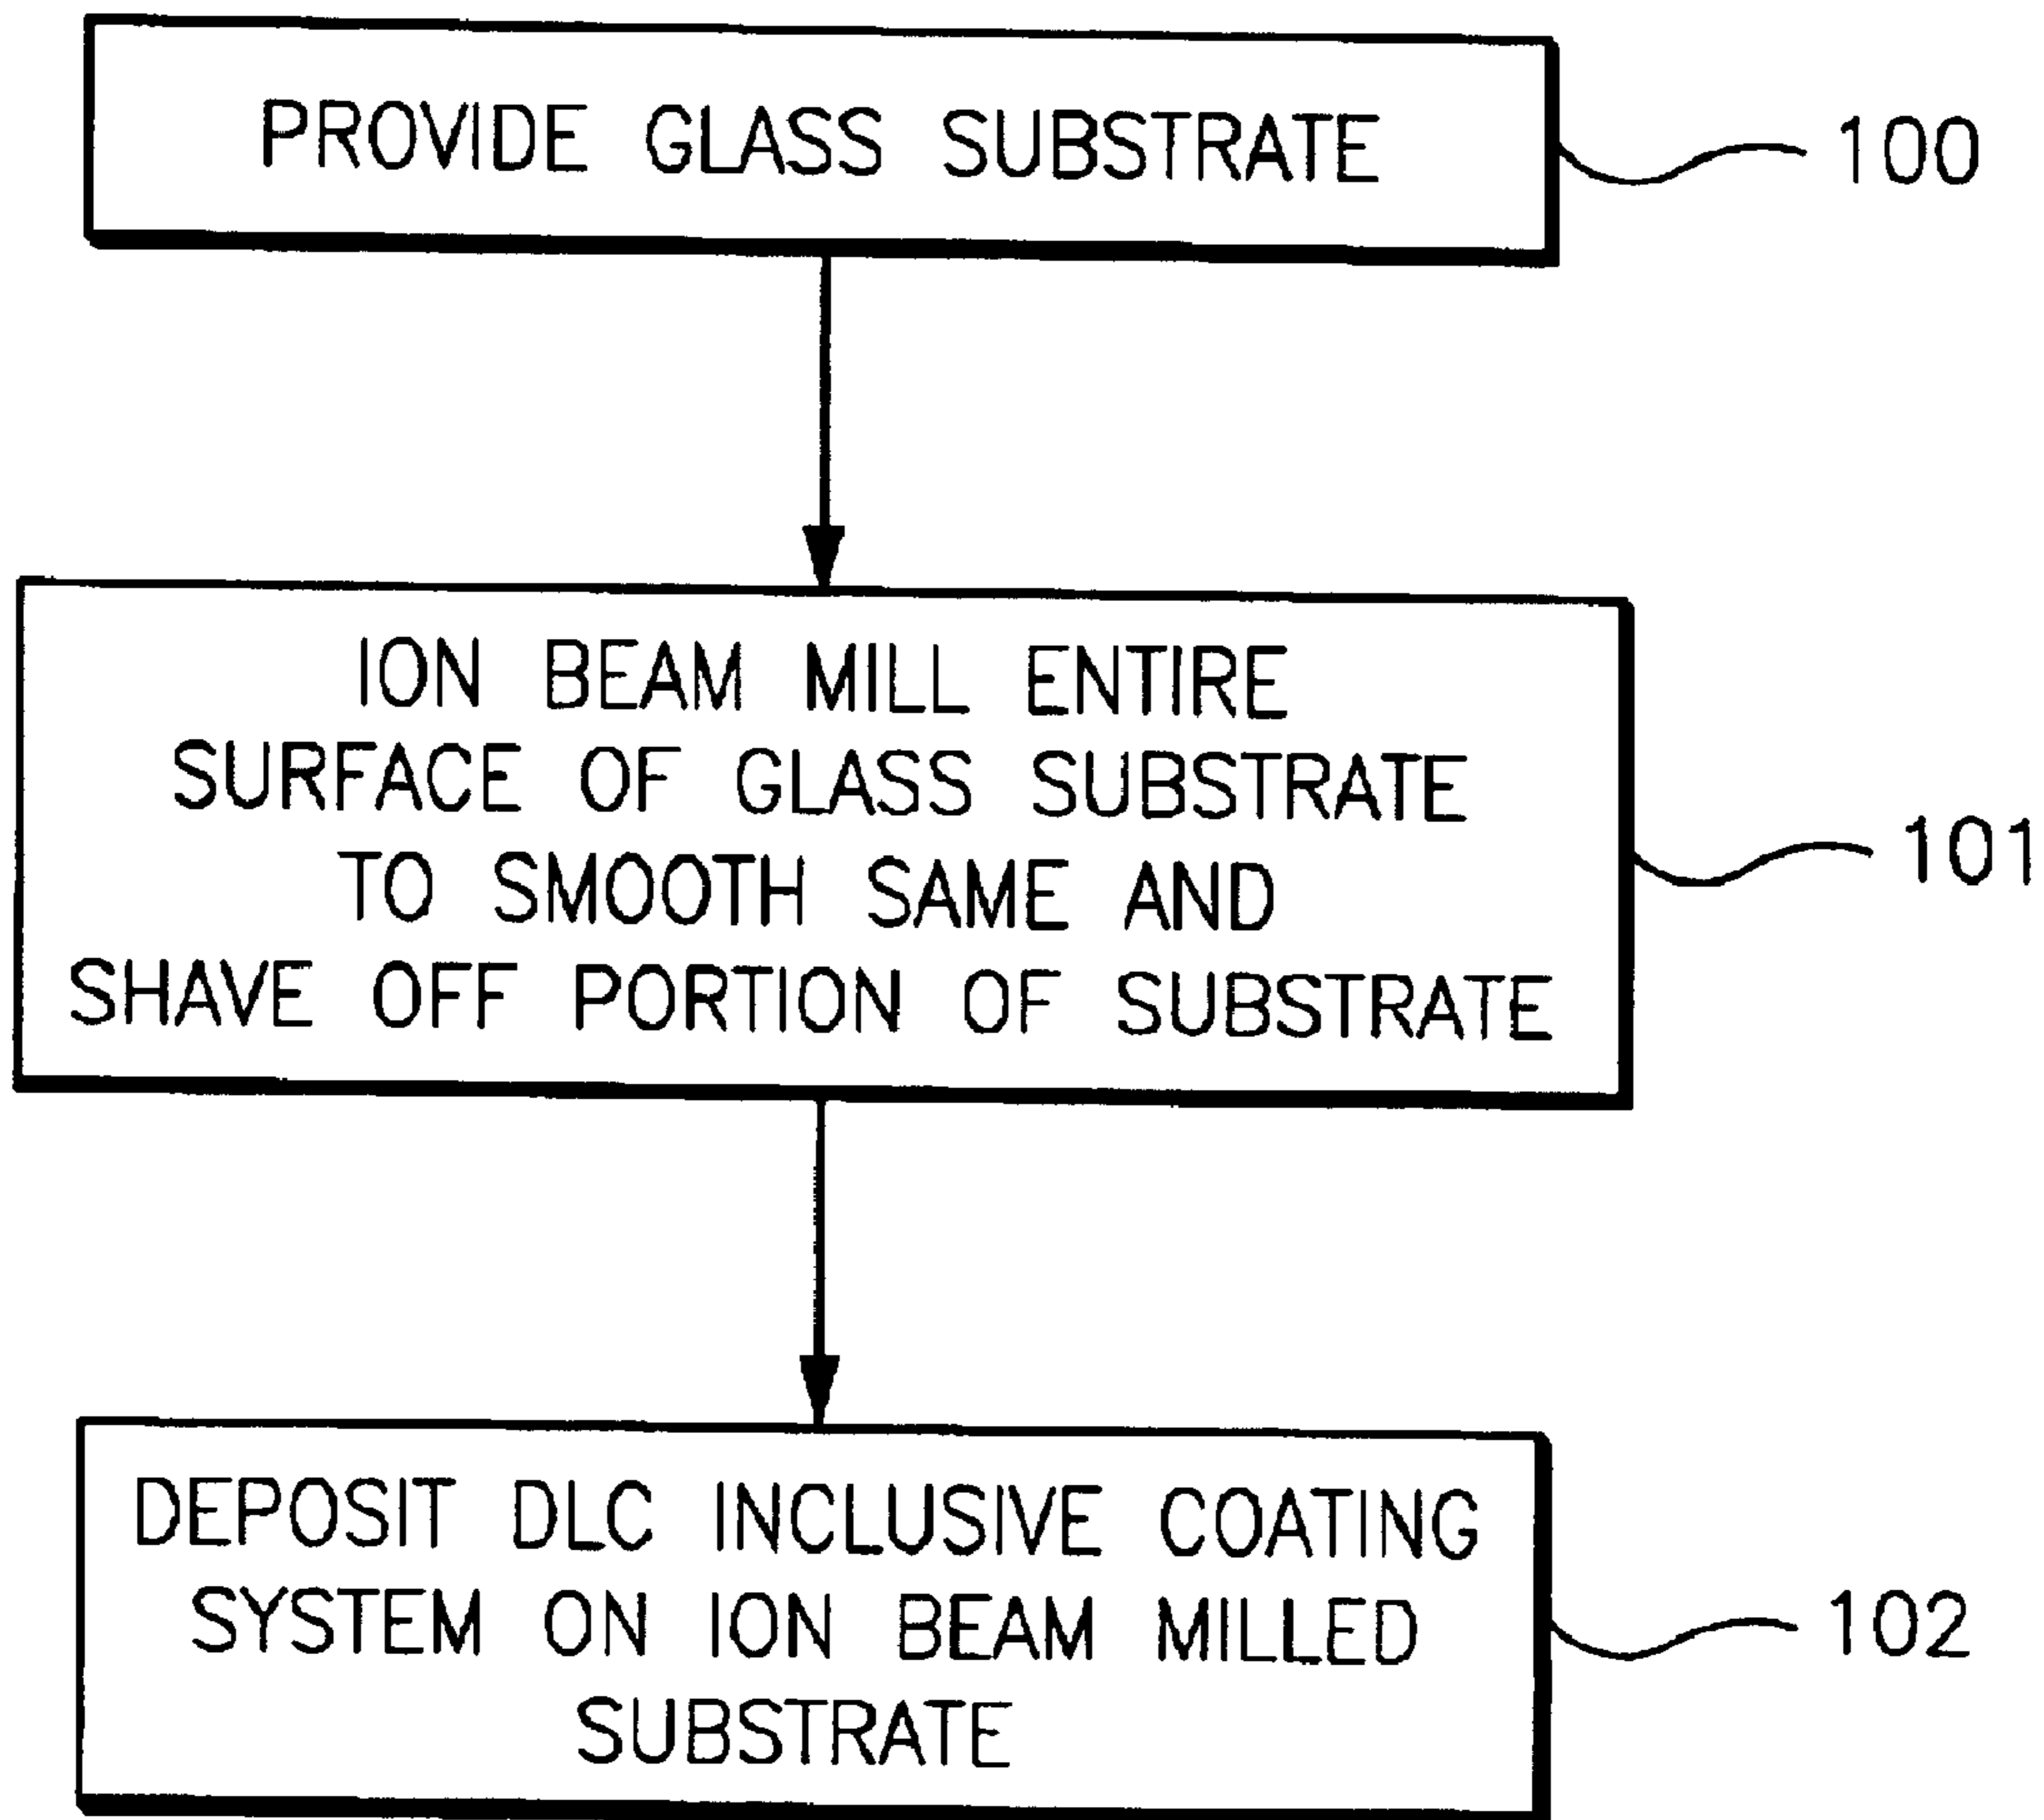 PROVIDE GLASS SUBSTRATE
100
ION BEAM MILL ENTIRE
SURFACE OF GLASS SUBSTRATE
TO SMOOTH SAME AND
SHAVE OFF PORTION OF SUBSTRATE
101
DEPOSIT DLC INCLUSIVE COATING
SYSTEM ON ION BEAM MILLED
SUBSTRATE
102